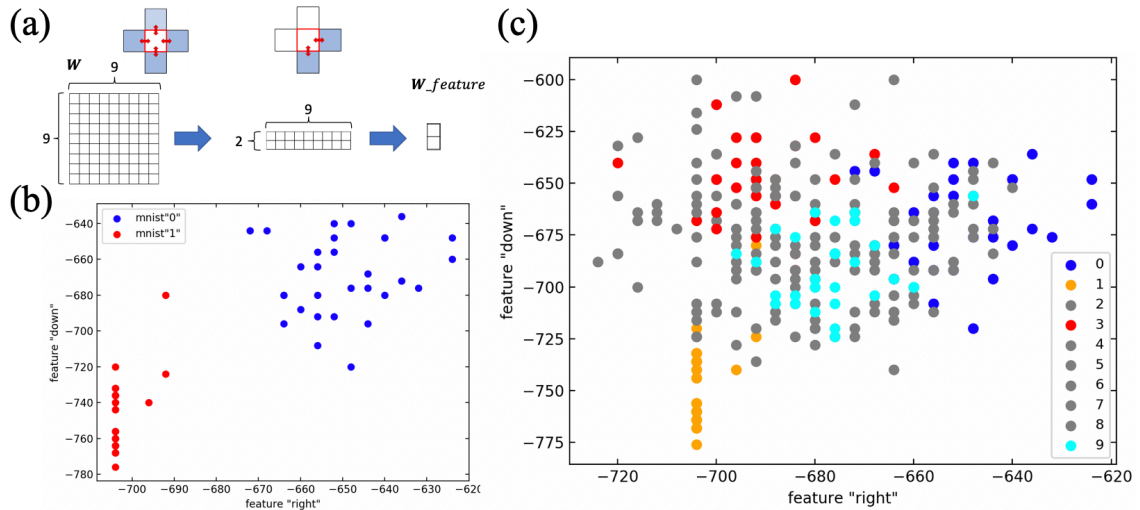 (a)
W
9
9
9
2
W_feature
(b)
mnist"0"
mnist"1"
−640
−660
−680
−700
−720
−740
−760
−780
feature "down"
−700 −690 −680 −670 −660 −650 −640 −630 −620
feature "right"
(c)
−600
−625
−650
−675
−700
−725
−750
−775
feature "down"
0
1
2
3
4
5
6
7
8
9
−720 −700 −680 −660 −640 −620
feature "right"